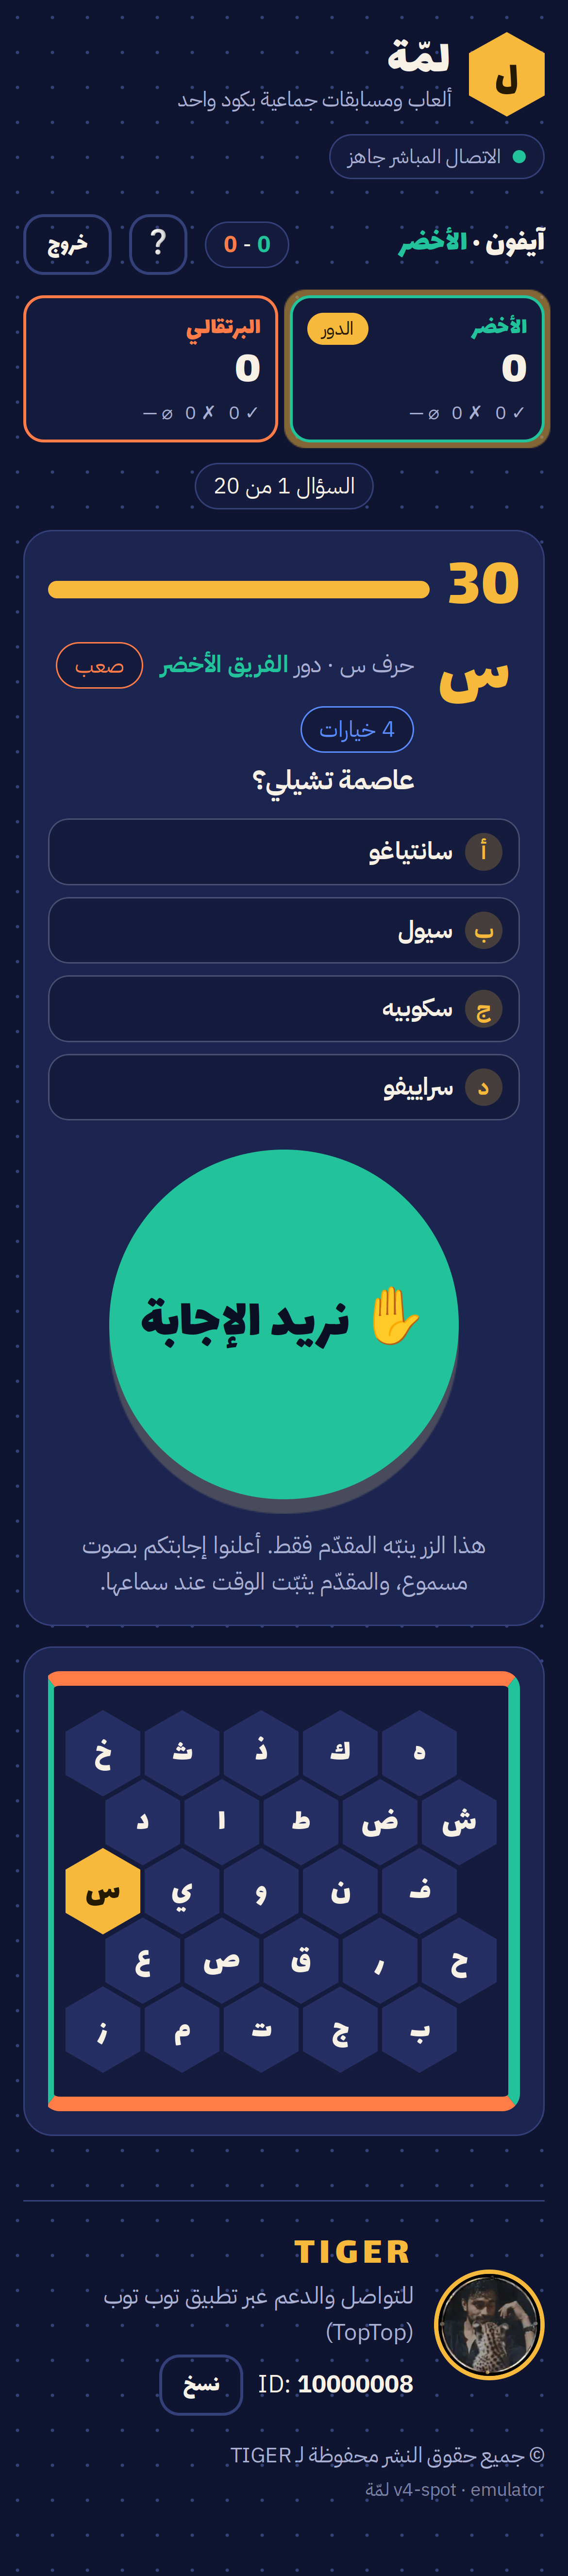 ل
لمّة
ألعاب ومسابقات جماعية بكود واحد
الاتصال المباشر جاهز
آيفون · الأخضر
0 - 0
❔
خروج
الأخضر
الدور
0
✓ 0 ✗ 0 ⌀ —
البرتقالي
0
✓ 0 ✗ 0 ⌀ —
السؤال 1 من 20
30
س
حرف س · دور الفريق الأخضر
صعب
4 خيارات
عاصمة تشيلي؟
أ سانتياغو
ب سيول
ج سكوبيه
د سراييفو
✋ نريد الإجابة
هذا الزر ينبّه المقدّم فقط. أعلنوا إجابتكم بصوت
مسموع، والمقدّم يثبّت الوقت عند سماعها.
ه ك ذ ث خ
ش ض ط ا د
ف ن و ي س
ح ر ق ص ع
ب ج ت م ز
TIGER
للتواصل والدعم عبر تطبيق توب توب
(TopTop)
ID: 10000008
نسخ
© جميع حقوق النشر محفوظة لـ TIGER
لمّة v4-spot · emulator